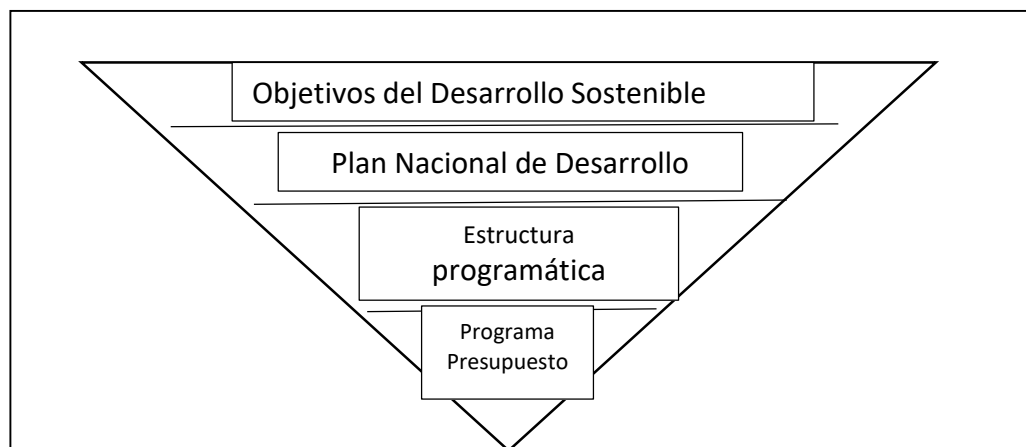 Objetivos del Desarrollo Sostenible
Plan Nacional de Desarrollo
Estructura
programática
Programa
Presupuesto